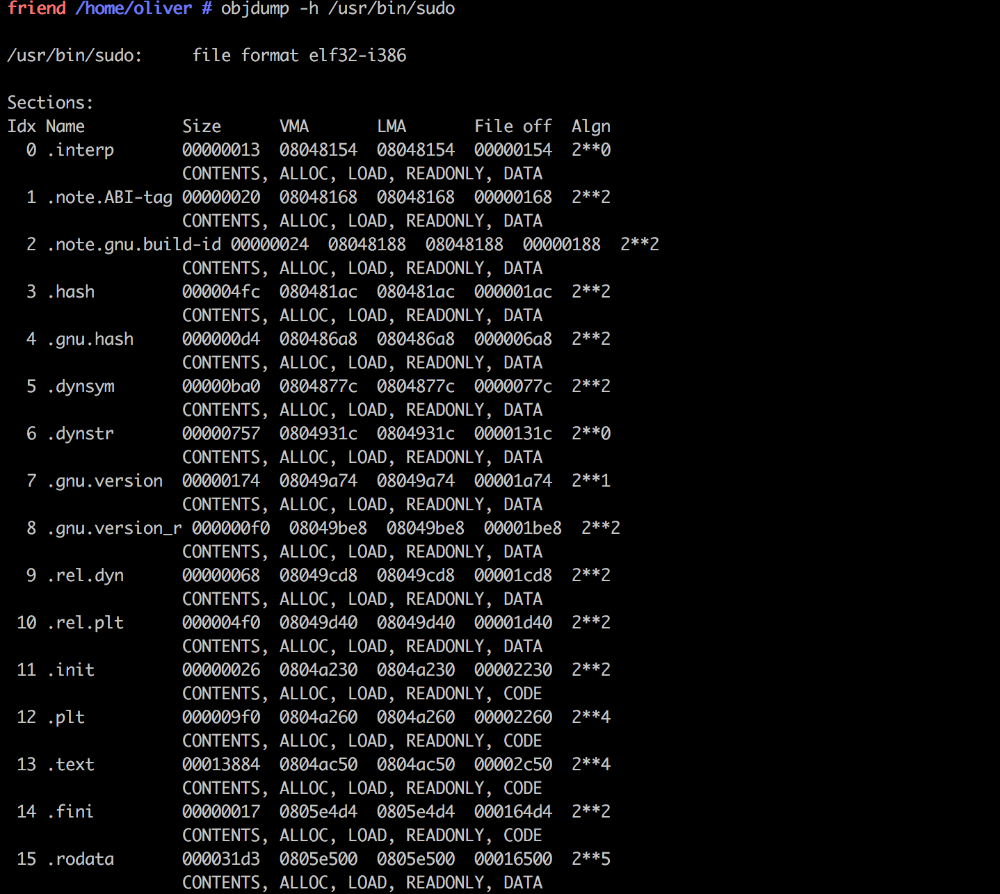 friend /home/oliver # objdump -h /usr/bin/sudo
/usr/bin/sudo:     file format elf32-i386
Sections:
Idx Name          Size      VMA       LMA       File off  Algn
  0 .interp       00000013  08048154  08048154  00000154  2**0
                  CONTENTS, ALLOC, LOAD, READONLY, DATA
  1 .note.ABI-tag 00000020  08048168  08048168  00000168  2**2
                  CONTENTS, ALLOC, LOAD, READONLY, DATA
  2 .note.gnu.build-id 00000024  08048188  08048188  00000188  2**2
                  CONTENTS, ALLOC, LOAD, READONLY, DATA
  3 .hash         000004fc  080481ac  080481ac  000001ac  2**2
                  CONTENTS, ALLOC, LOAD, READONLY, DATA
  4 .gnu.hash     000000d4  080486a8  080486a8  000006a8  2**2
                  CONTENTS, ALLOC, LOAD, READONLY, DATA
  5 .dynsym       00000ba0  0804877c  0804877c  0000077c  2**2
                  CONTENTS, ALLOC, LOAD, READONLY, DATA
  6 .dynstr       00000757  0804931c  0804931c  0000131c  2**0
                  CONTENTS, ALLOC, LOAD, READONLY, DATA
  7 .gnu.version  00000174  08049a74  08049a74  00001a74  2**1
                  CONTENTS, ALLOC, LOAD, READONLY, DATA
  8 .gnu.version_r 000000f0  08049be8  08049be8  00001be8  2**2
                  CONTENTS, ALLOC, LOAD, READONLY, DATA
  9 .rel.dyn      00000068  08049cd8  08049cd8  00001cd8  2**2
                  CONTENTS, ALLOC, LOAD, READONLY, DATA
 10 .rel.plt      000004f0  08049d40  08049d40  00001d40  2**2
                  CONTENTS, ALLOC, LOAD, READONLY, DATA
 11 .init         00000026  0804a230  0804a230  00002230  2**2
                  CONTENTS, ALLOC, LOAD, READONLY, CODE
 12 .plt          000009f0  0804a260  0804a260  00002260  2**4
                  CONTENTS, ALLOC, LOAD, READONLY, CODE
 13 .text         00013884  0804ac50  0804ac50  00002c50  2**4
                  CONTENTS, ALLOC, LOAD, READONLY, CODE
 14 .fini         00000017  0805e4d4  0805e4d4  000164d4  2**2
                  CONTENTS, ALLOC, LOAD, READONLY, CODE
 15 .rodata       000031d3  0805e500  0805e500  00016500  2**5
                  CONTENTS, ALLOC, LOAD, READONLY, DATA